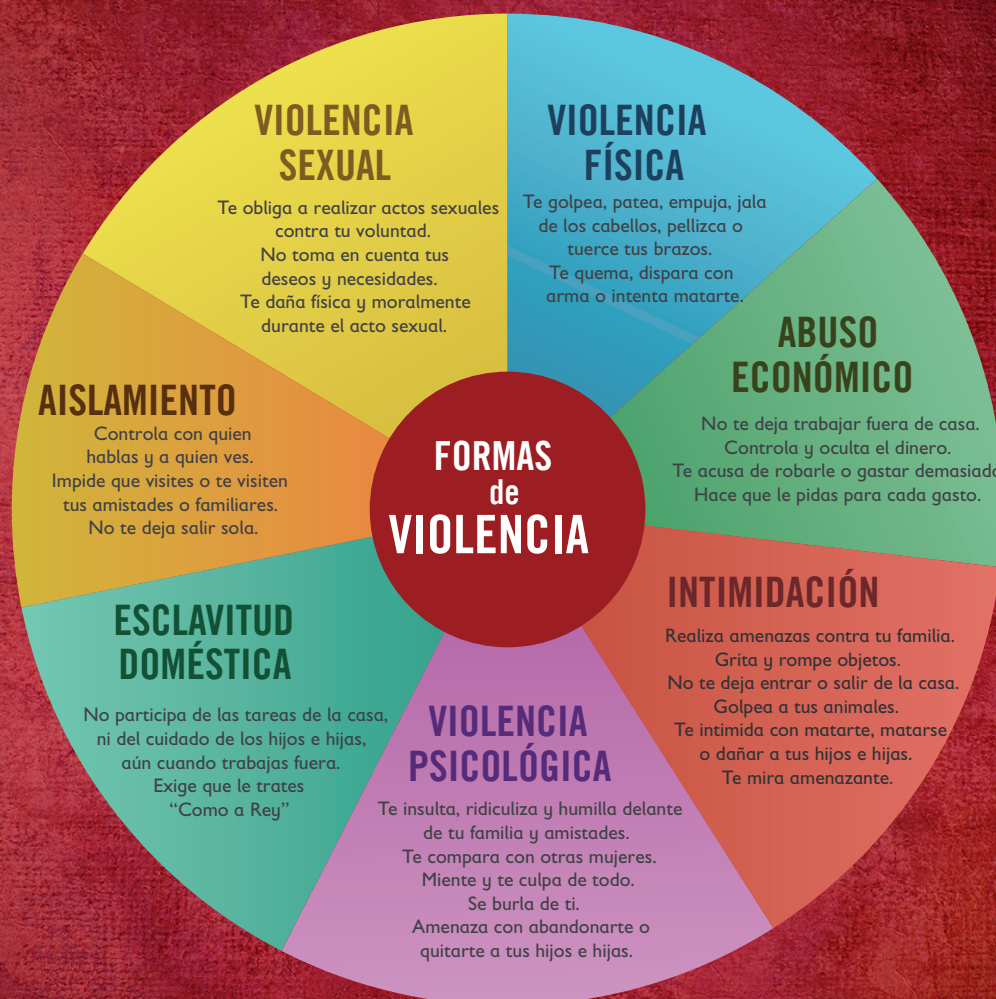 FORMAS
de
VIOLENCIA
VIOLENCIA
FÍSICA
Te golpea, patea, empuja, jala
de los cabellos, pellizca o
tuerce tus brazos.
Te quema, dispara con
arma o intenta matarte.
ABUSO
ECONÓMICO
No te deja trabajar fuera de casa.
Controla y oculta el dinero.
Te acusa de robarle o gastar demasiado
Hace que le pidas para cada gasto.
INTIMIDACIÓN
Realiza amenazas contra tu familia.
Grita y rompe objetos.
No te deja entrar o salir de la casa.
Golpea a tus animales.
Te intimida con matarte, matarse
o dañar a tus hijos e hijas.
Te mira amenazante.
VIOLENCIA
PSICOLÓGICA
Te insulta, ridiculiza y humilla delante
de tu familia y amistades.
Te compara con otras mujeres.
Miente y te culpa de todo.
Se burla de ti.
Amenaza con abandonarte o
quitarte a tus hijos e hijas.
ESCLAVITUD
DOMÉSTICA
No participa de las tareas de la casa,
ni del cuidado de los hijos e hijas,
aún cuando trabajas fuera.
Exige que le trates
“Como a Rey”
AISLAMIENTO
Controla con quien
hablas y a quien ves.
Impide que visites o te visiten
tus amistades o familiares.
No te deja salir sola.
VIOLENCIA
SEXUAL
Te obliga a realizar actos sexuales
contra tu voluntad.
No toma en cuenta tus
deseos y necesidades.
Te daña física y moralmente
durante el acto sexual.